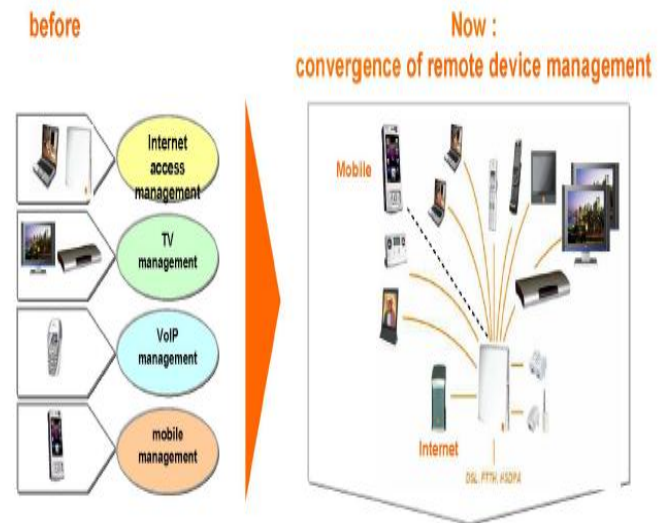 before
Now :
convergence of remote device management
Internet
access
management
TV
management
VoIP
management
mobile
management
Mobile
Internet
DSL, FTTH, HSDPA